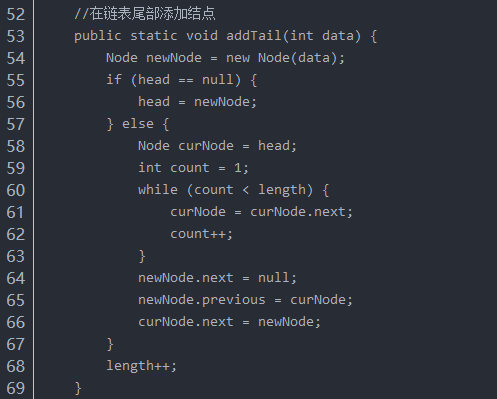 52 //在链表尾部添加结点
53 public static void addTail(int data) {
54 Node newNode = new Node(data);
55 if (head == null) {
56 head = newNode;
57 } else {
58 Node curNode = head;
59 int count = 1;
60 while (count < length) {
61 curNode = curNode.next;
62 count++;
63 }
64 newNode.next = null;
65 newNode.previous = curNode;
66 curNode.next = newNode;
67 }
68 length++;
69 }